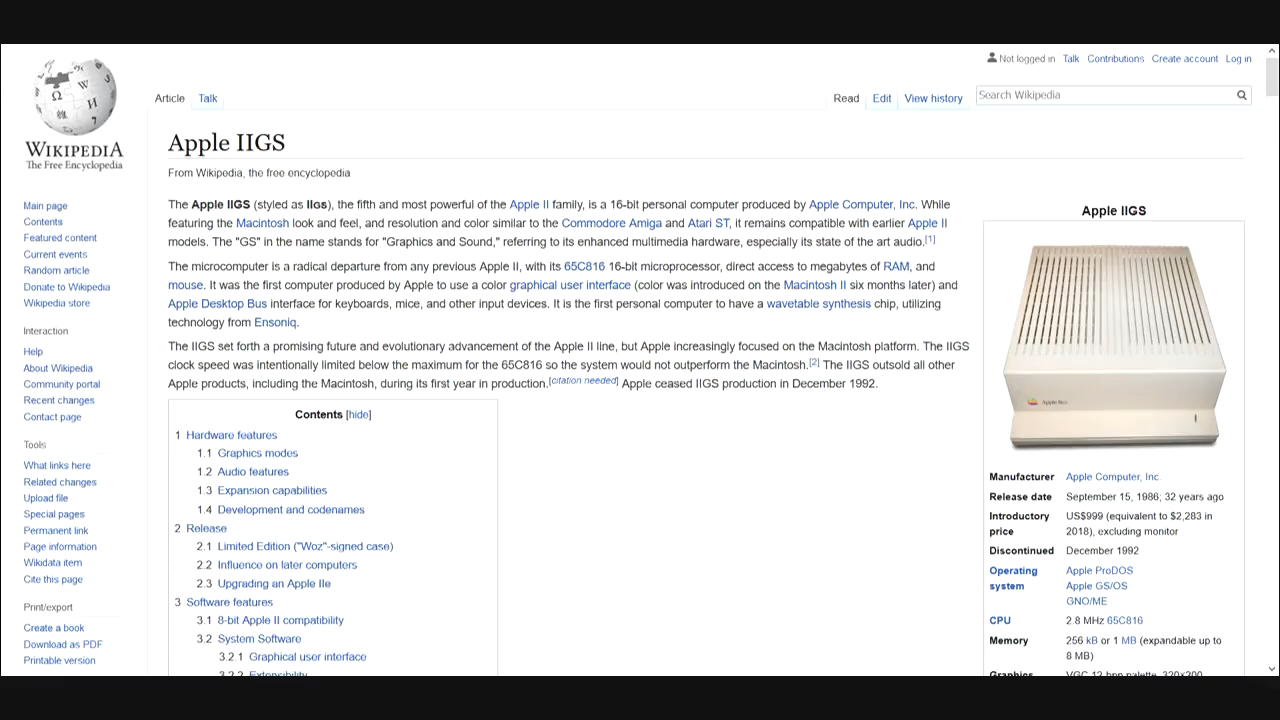 Not logged in Talk Contributions Create account Log in
Article Talk
Read Edit View history
Search Wikipedia
WIKIPEDIA
The Free Encyclopedia
Main page
Contents
Featured content
Current events
Random article
Donate to Wikipedia
Wikipedia store
Interaction
Help
About Wikipedia
Community portal
Recent changes
Contact page
Tools
What links here
Related changes
Upload file
Special pages
Permanent link
Page information
Wikidata item
Cite this page
Print/export
Create a book
Download as PDF
Printable version
Apple IIGS
From Wikipedia, the free encyclopedia
The Apple IIGS (styled as IIGS), the fifth and most powerful of the Apple II family, is a 16-bit personal computer produced by Apple Computer, Inc. While
featuring the Macintosh look and feel, and resolution and color similar to the Commodore Amiga and Atari ST, it remains compatible with earlier Apple II
models. The "GS" in the name stands for "Graphics and Sound," referring to its enhanced multimedia hardware, especially its state of the art audio.[1]
The microcomputer is a radical departure from any previous Apple II, with its 65C816 16-bit microprocessor, direct access to megabytes of RAM, and
mouse. It was the first computer produced by Apple to use a color graphical user interface (color was introduced on the Macintosh II six months later) and
Apple Desktop Bus interface for keyboards, mice, and other input devices. It is the first personal computer to have a wavetable synthesis chip, utilizing
technology from Ensoniq.
The IIGS set forth a promising future and evolutionary advancement of the Apple II line, but Apple increasingly focused on the Macintosh platform. The IIGS
clock speed was intentionally limited below the maximum for the 65C816 so the system would not outperform the Macintosh.[2] The IIGS outsold all other
Apple products, including the Macintosh, during its first year in production.[citation needed] Apple ceased IIGS production in December 1992.
Contents [hide]
1 Hardware features
1.1 Graphics modes
1.2 Audio features
1.3 Expansion capabilities
1.4 Development and codenames
2 Release
2.1 Limited Edition ("Woz"-signed case)
2.2 Influence on later computers
2.3 Upgrading an Apple IIe
3 Software features
3.1 8-bit Apple II compatibility
3.2 System Software
3.2.1 Graphical user interface
3.2.2 Extensibility
Apple IIGS
Manufacturer Apple Computer, Inc.
Release date September 15, 1986; 32 years ago
Introductory price US$999 (equivalent to $2,283 in
2018), excluding monitor
Discontinued December 1992
Operating system Apple ProDOS
Apple GS/OS
GNO/ME
CPU 2.8 MHz 65C816
Memory 256 kB or 1 MB (expandable up to
8 MB)
Graphics VGC 12-bpp palette, 320×200